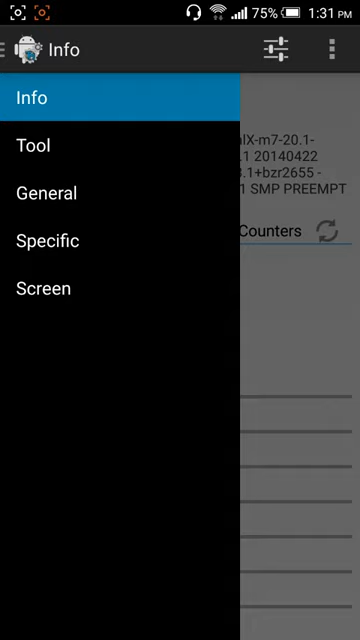 75% 1:31 PM
Info
Info
Tool
General
Specific
Screen
X-m7-20.1-
.1 20140422
.1+bzr2655 -
1 SMP PREEMPT
Counters